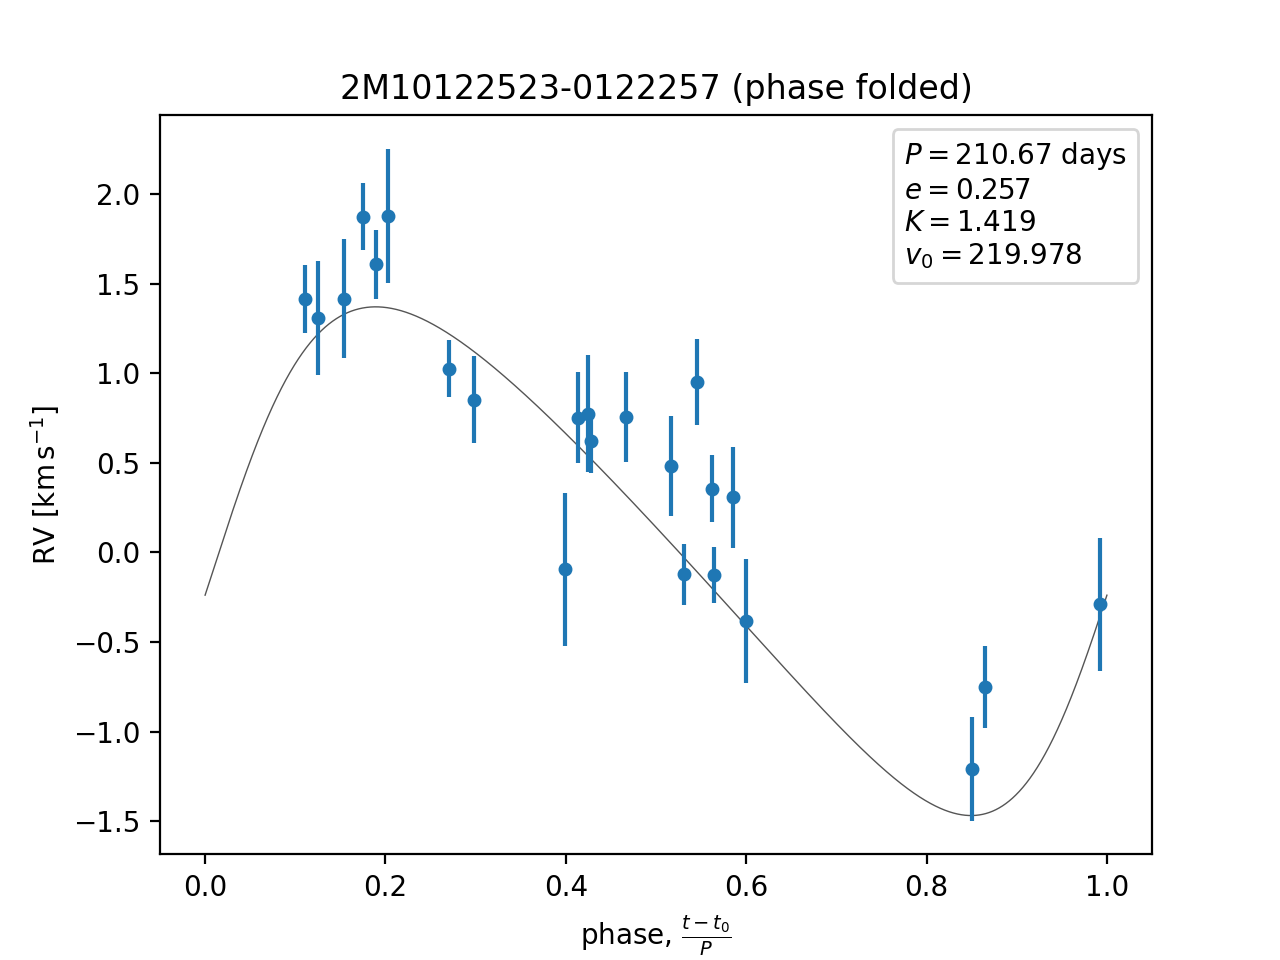 2M10122523-0122257 (phase folded)
P = 210.67 days
e = 0.257
K = 1.419
v₀ = 219.978
RV [km s⁻¹]
2.0
1.5
1.0
0.5
0.0
−0.5
−1.0
−1.5
0.0 0.2 0.4 0.6 0.8 1.0
phase, (t − t₀)/P